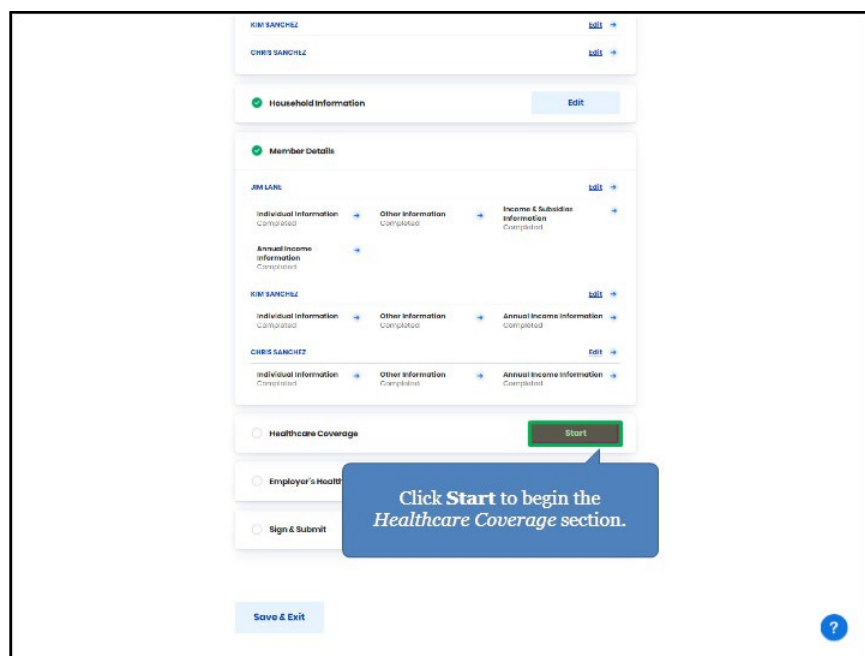 KIM SANCHEZ Edit
CHRIS SANCHEZ Edit
Household Information Edit
Member Details
JIM LANE Edit
Individual Information Other Information Income & Subsidies
Completed Completed Information
Completed
Annual Income
Information
Completed
KIM SANCHEZ Edit
Individual Information Other Information Annual Income Information
Completed Completed Completed
CHRIS SANCHEZ Edit
Individual Information Other Information Annual Income Information
Completed Completed Completed
Healthcare Coverage Start
Employer's Health
Click Start to begin the
Healthcare Coverage section.
Sign & Submit
Save & Exit
?